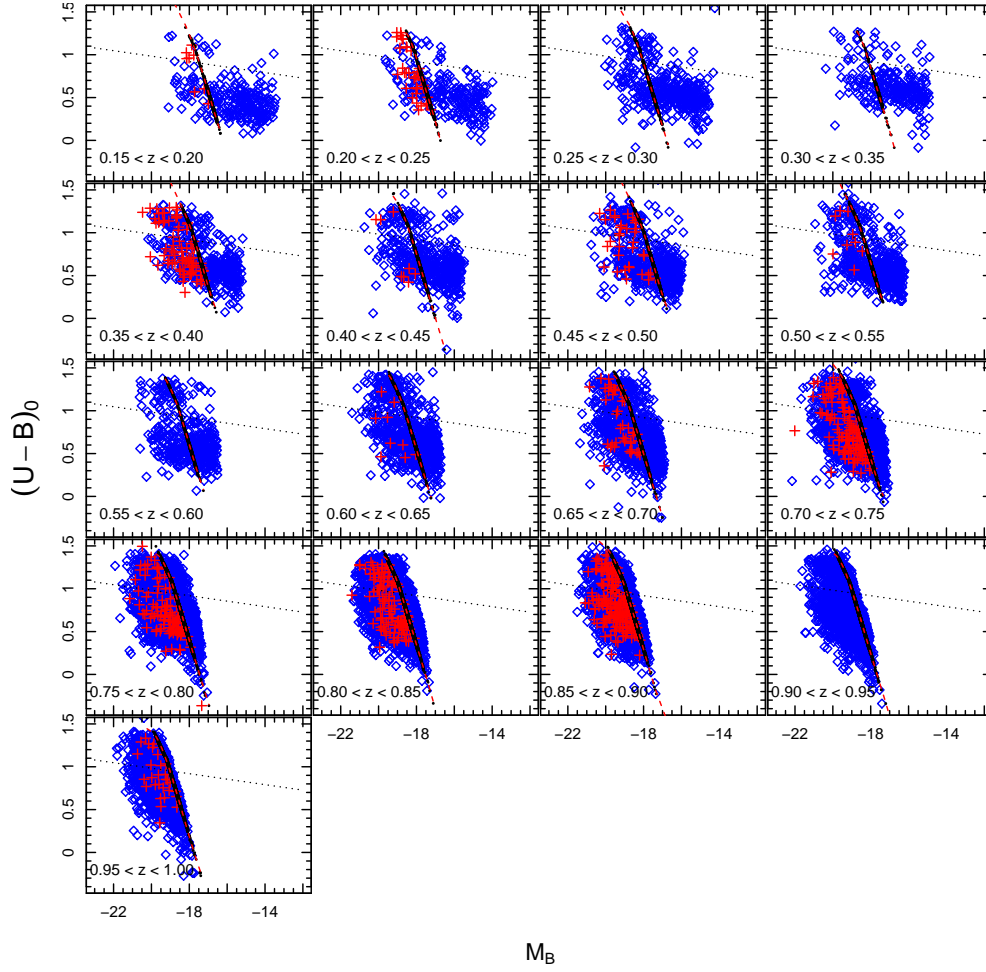 1.5
1
0.5
0
0.15 < z < 0.20
0.20 < z < 0.25
0.25 < z < 0.30
0.30 < z < 0.35
1.5
1
0.5
0
0.35 < z < 0.40
0.40 < z < 0.45
0.45 < z < 0.50
0.50 < z < 0.55
1.5
1
0.5
0
0.55 < z < 0.60
0.60 < z < 0.65
0.65 < z < 0.70
0.70 < z < 0.75
(U − B)₀
1.5
1
0.5
0
0.75 < z < 0.80
0.80 < z < 0.85
0.85 < z < 0.90
0.90 < z < 0.95
−22 −18 −14
−22 −18 −14
−22 −18 −14
1.5
1
0.5
0
0.95 < z < 1.00
−22 −18 −14
M_B